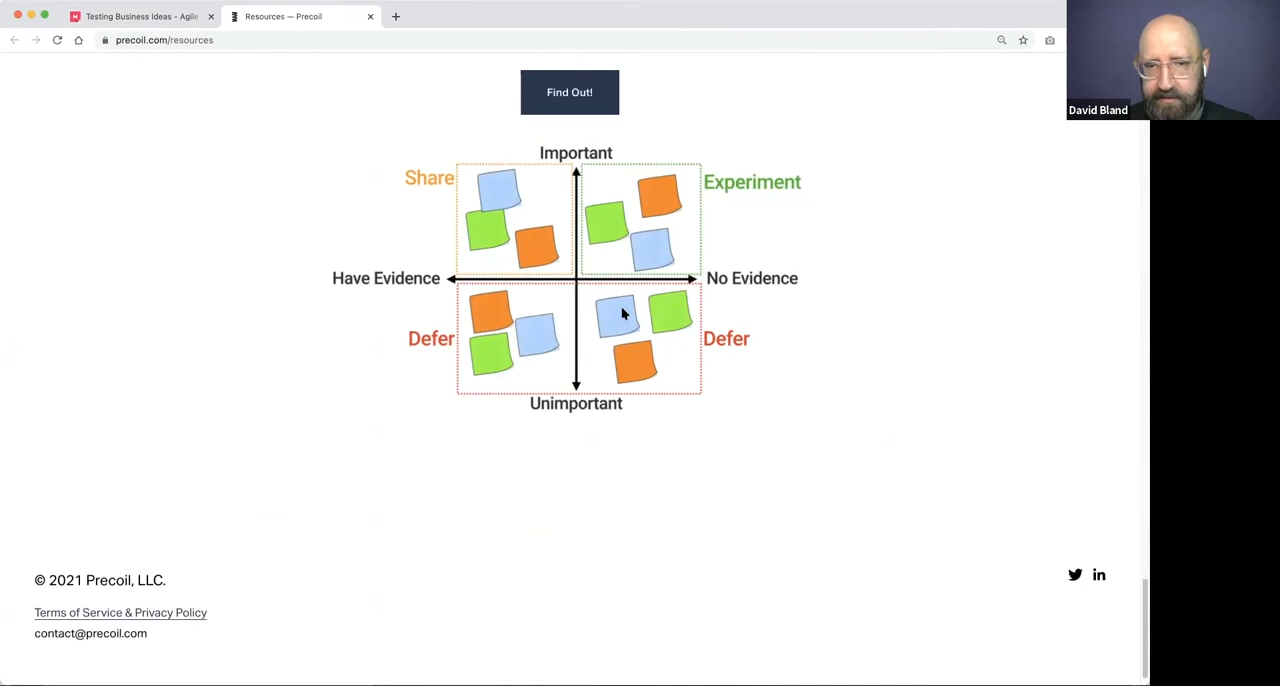 Testing Business Ideas - Agile
Resources — Precoil
precoil.com/resources
David Bland
Find Out!
Important
Share
Experiment
Have Evidence
No Evidence
Defer
Defer
Unimportant
© 2021 Precoil, LLC.
Terms of Service & Privacy Policy
contact@precoil.com